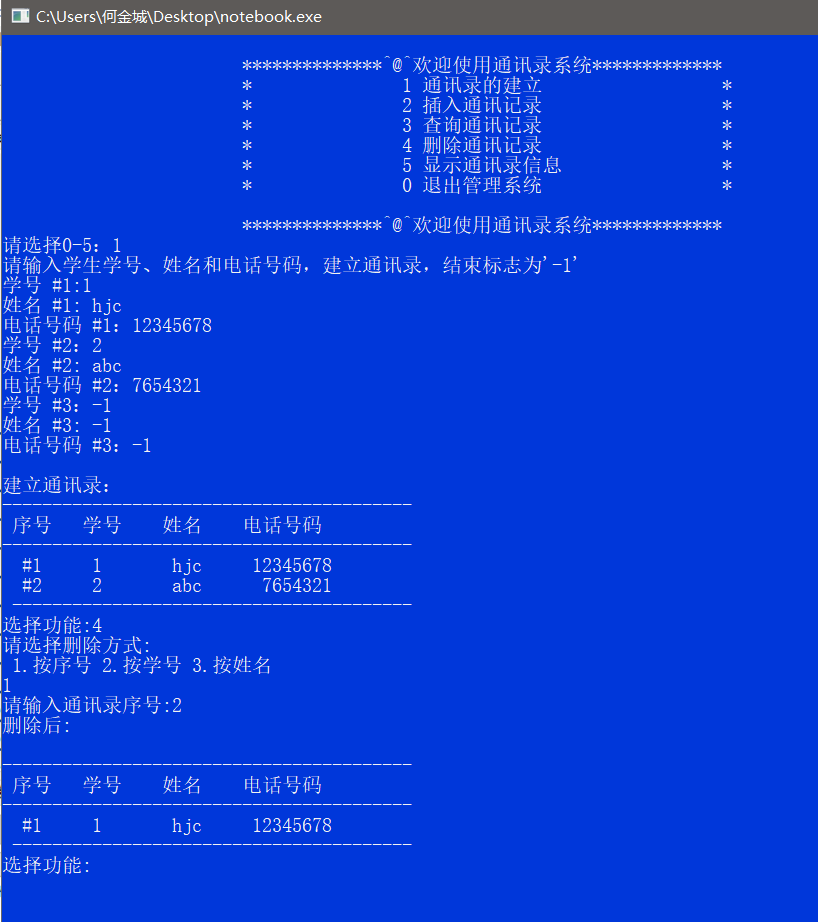 C:\Users\何金城\Desktop\notebook.exe
**************^@^欢迎使用通讯录系统*************
* 1 通讯录的建立 *
* 2 插入通讯记录 *
* 3 查询通讯记录 *
* 4 删除通讯记录 *
* 5 显示通讯录信息 *
* 0 退出管理系统 *
**************^@^欢迎使用通讯录系统*************
请选择0-5: 1
请输入学生学号、姓名和电话号码，建立通讯录，结束标志为'-1'
学号 #1:1
姓名 #1: hjc
电话号码 #1: 12345678
学号 #2: 2
姓名 #2: abc
电话号码 #2: 7654321
学号 #3: -1
姓名 #3: -1
电话号码 #3: -1
建立通讯录:
-----------------------------------------
序号 学号 姓名 电话号码
-----------------------------------------
#1 1 hjc 12345678
#2 2 abc 7654321
----------------------------------------
选择功能:4
请选择删除方式:
1.按序号 2.按学号 3.按姓名
1
请输入通讯录序号:2
删除后:
-----------------------------------------
序号 学号 姓名 电话号码
-----------------------------------------
#1 1 hjc 12345678
----------------------------------------
选择功能: